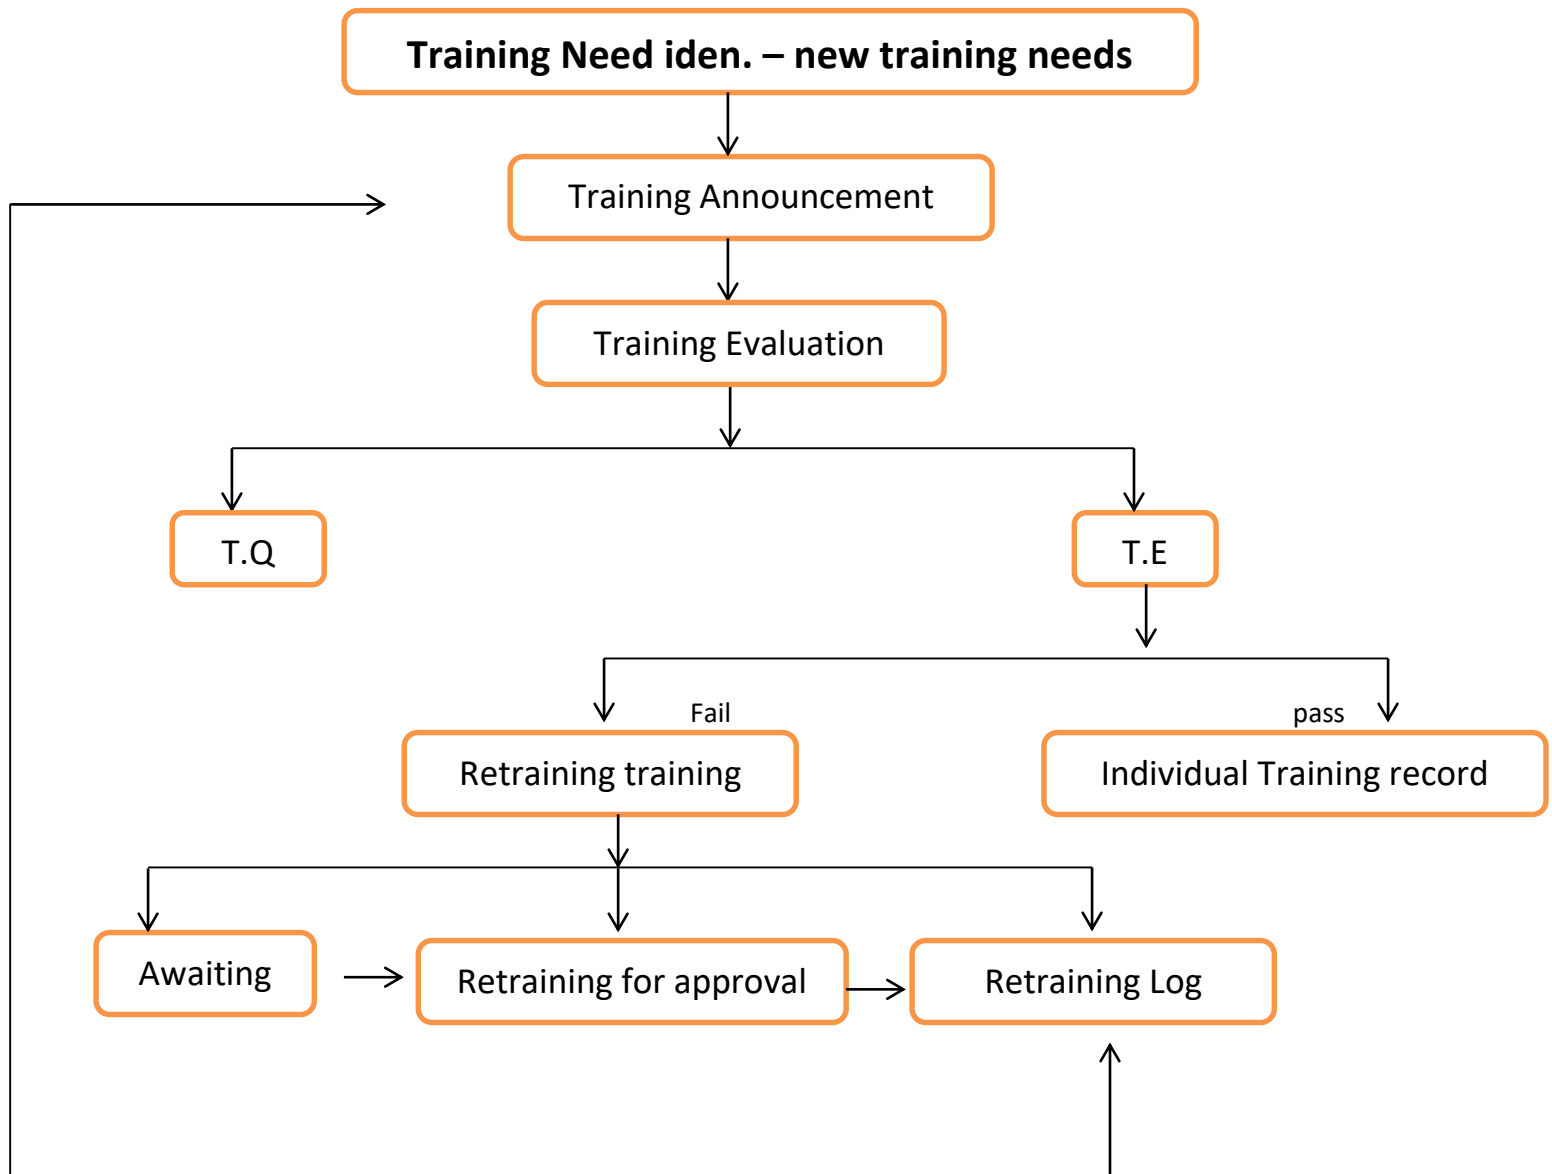 Training Need iden. – new training needs
Training Announcement
Training Evaluation
T.Q
T.E
Fail
pass
Retraining training
Individual Training record
Awaiting
Retraining for approval
Retraining Log